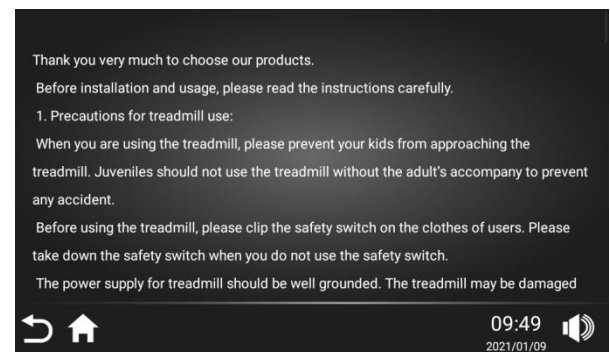 Thank you very much to choose our products.
Before installation and usage, please read the instructions carefully.
1. Precautions for treadmill use:
When you are using the treadmill, please prevent your kids from approaching the
treadmill. Juveniles should not use the treadmill without the adult's accompany to prevent
any accident.
Before using the treadmill, please clip the safety switch on the clothes of users. Please
take down the safety switch when you do not use the safety switch.
The power supply for treadmill should be well grounded. The treadmill may be damaged
09:49
2021/01/09